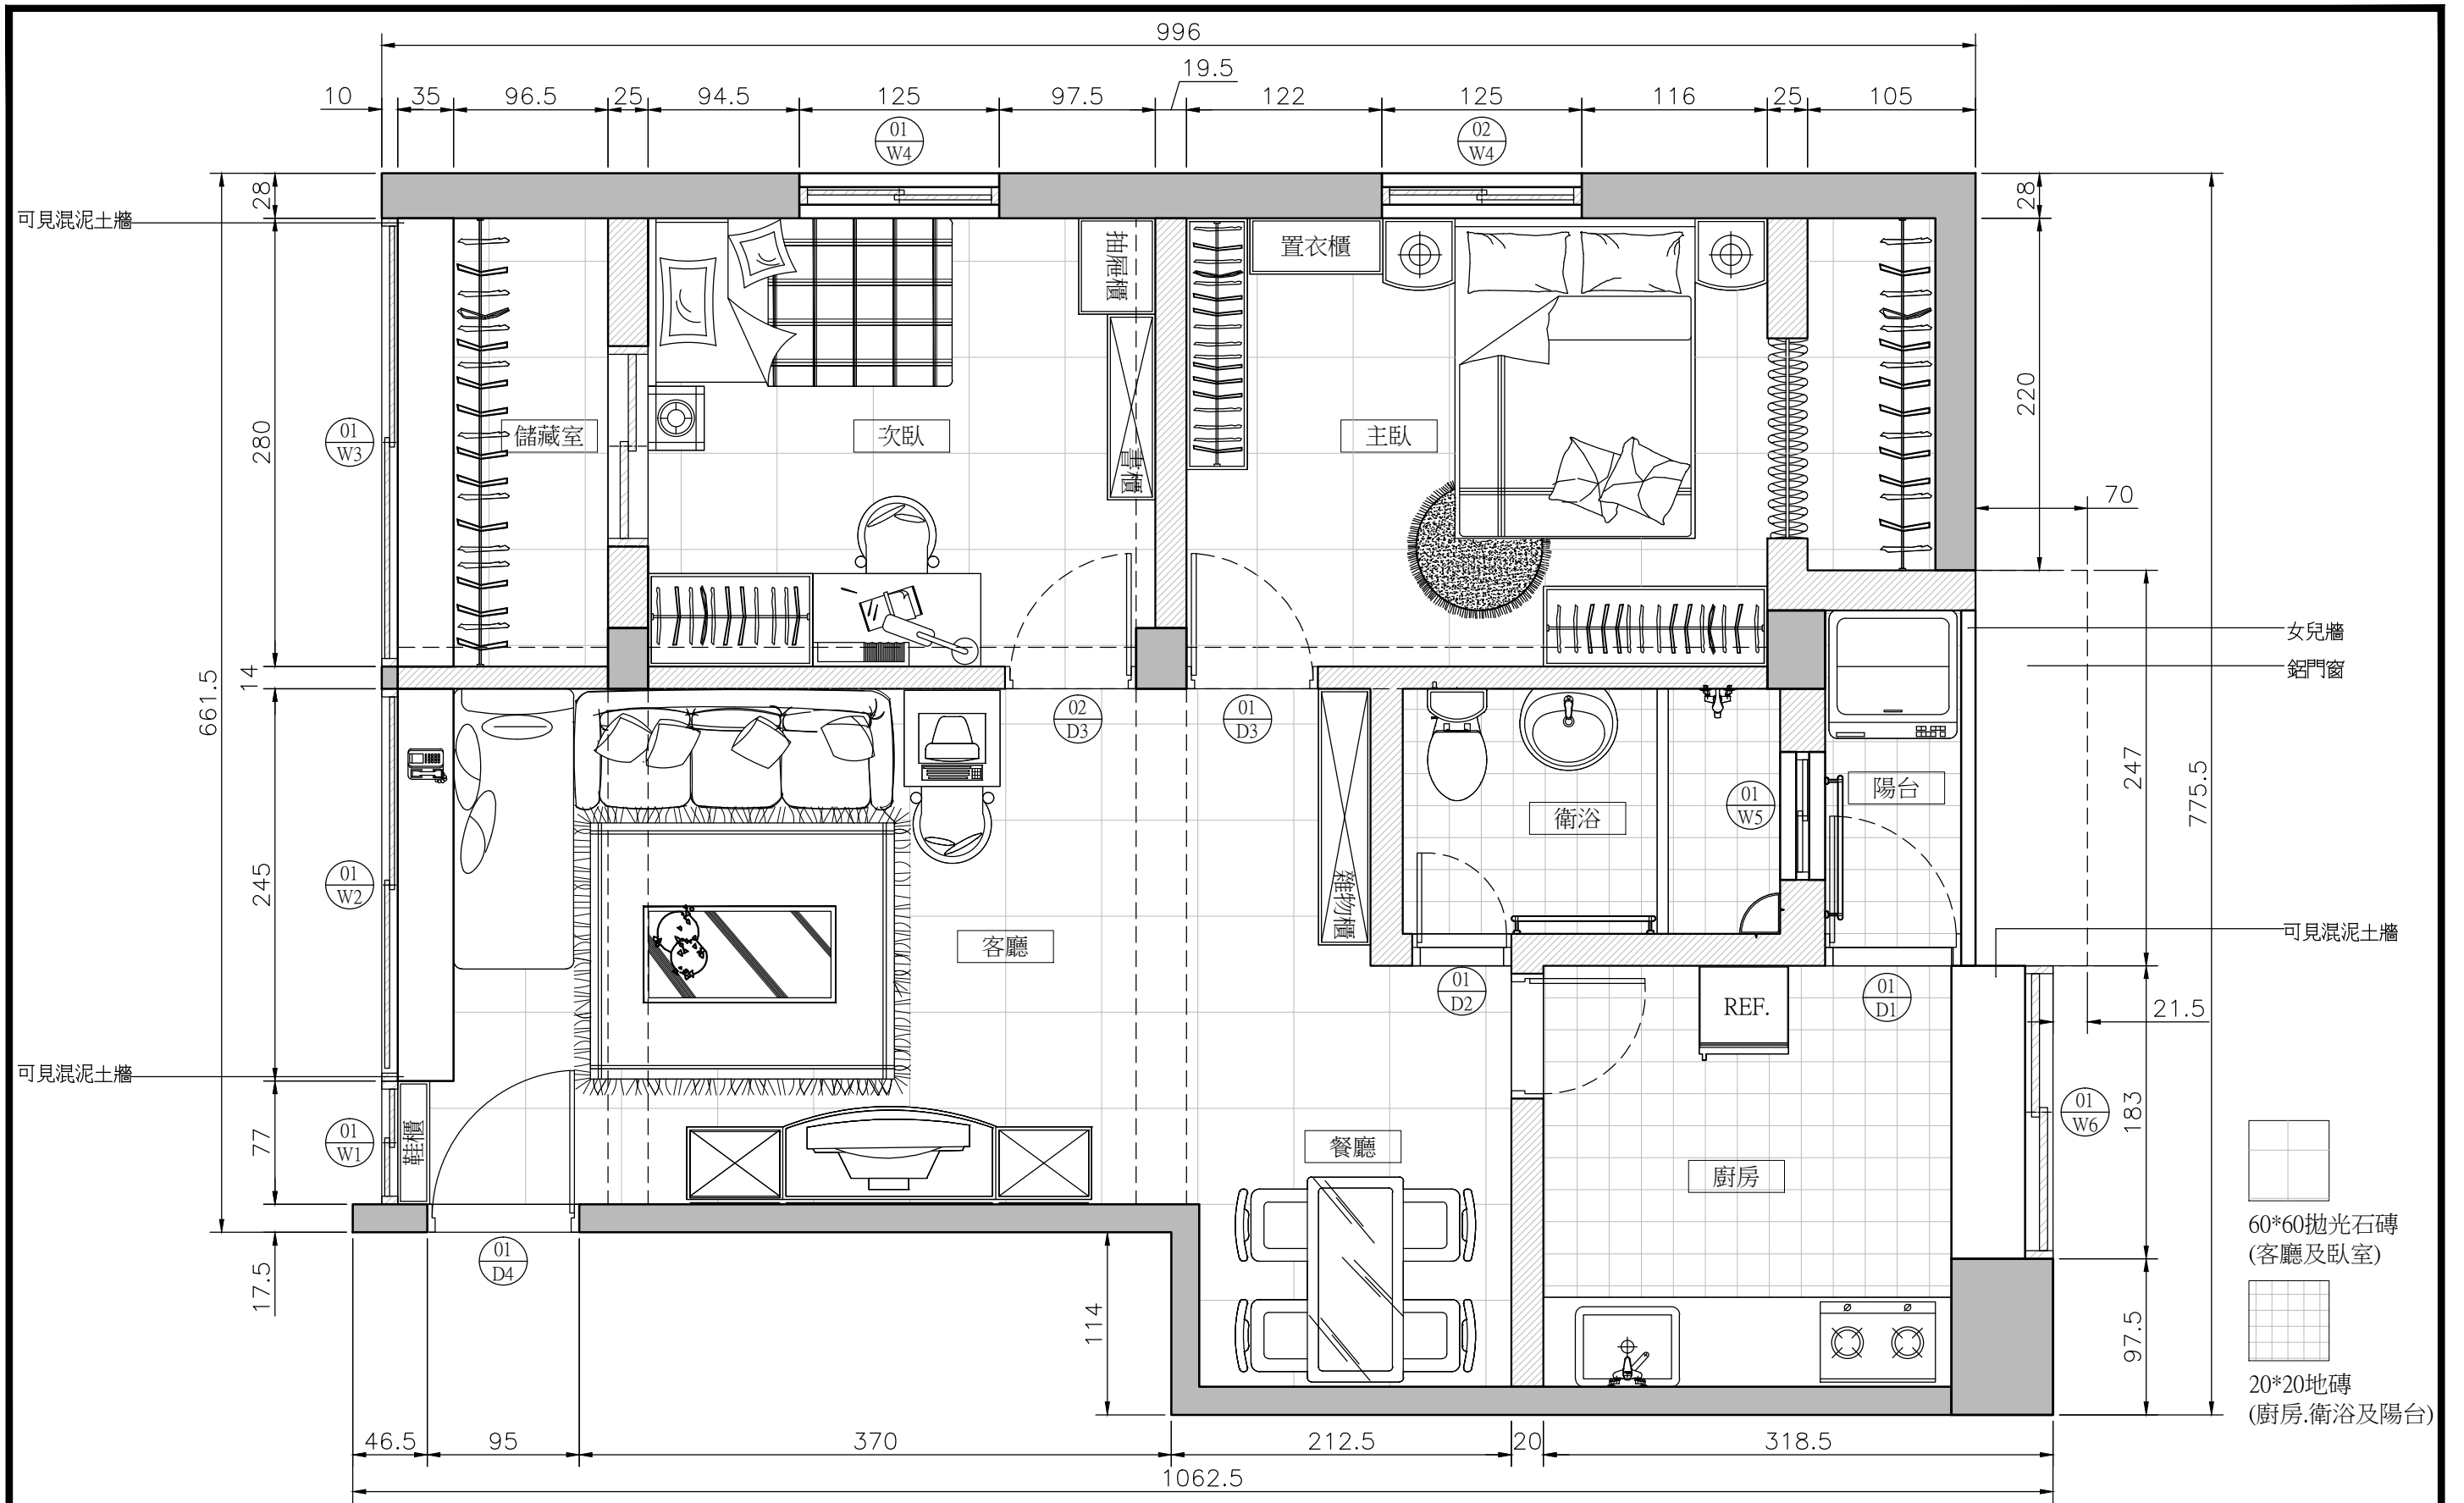 996
19.5
10 35 96.5 25 94.5 125 97.5 122 125 116 25 105
01
W4
02
W4
28
28
可見混泥土牆
抽屜櫃
置衣櫃
280
220
01
W3
儲藏室
次臥
書櫃
主臥
70
女兒牆
鋁門窗
14
661.5
02
D3
01
D3
247
775.5
陽台
01
W5
衛浴
245
01
W2
雜物櫃
客廳
可見混泥土牆
01
D2
REF.
01
D1
21.5
可見混泥土牆
77
01
W1
鞋櫃
餐廳
廚房
183
01
W6
60*60拋光石磚
(客廳及臥室)
17.5
01
D4
114
97.5
20*20地磚
(廚房.衛浴及陽台)
46.5 95 370 212.5 20 318.5
1062.5